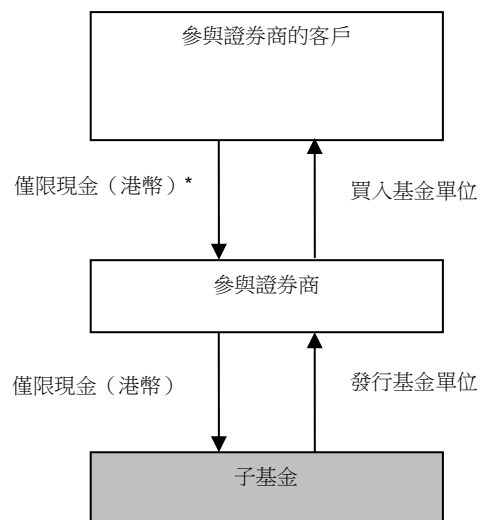 參與證券商的客戶
僅限現金（港幣）*
買入基金單位
參與證券商
僅限現金（港幣）
發行基金單位
子基金